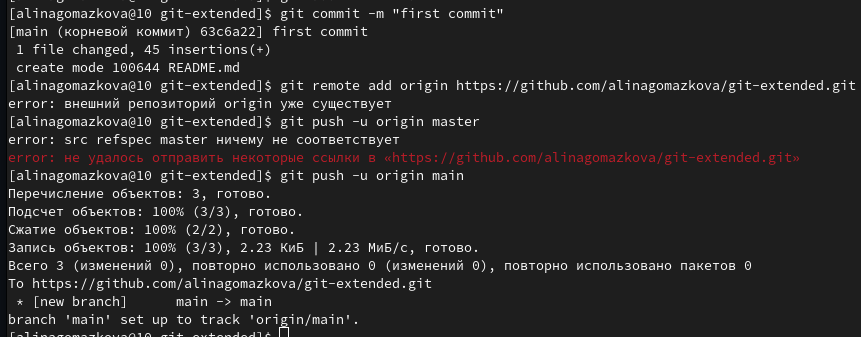 [alinagomazkova@10 git-extended]$ git commit -m "first commit"
[main (корневой коммит) 63c6a22] first commit
 1 file changed, 45 insertions(+)
 create mode 100644 README.md
[alinagomazkova@10 git-extended]$ git remote add origin https://github.com/alinagomazkova/git-extended.git
error: внешний репозиторий origin уже существует
[alinagomazkova@10 git-extended]$ git push -u origin master
error: src refspec master ничему не соответствует
error: не удалось отправить некоторые ссылки в «https://github.com/alinagomazkova/git-extended.git»
[alinagomazkova@10 git-extended]$ git push -u origin main
Перечисление объектов: 3, готово.
Подсчет объектов: 100% (3/3), готово.
Сжатие объектов: 100% (2/2), готово.
Запись объектов: 100% (3/3), 2.23 КиБ | 2.23 МиБ/с, готово.
Всего 3 (изменений 0), повторно использовано 0 (изменений 0), повторно использовано пакетов 0
To https://github.com/alinagomazkova/git-extended.git
 * [new branch]      main -> main
branch 'main' set up to track 'origin/main'.
[alinagomazkova@10 git-extended]$